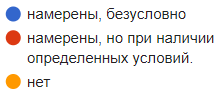 намерены, безусловно
намерены, но при наличии
определенных условий.
нет